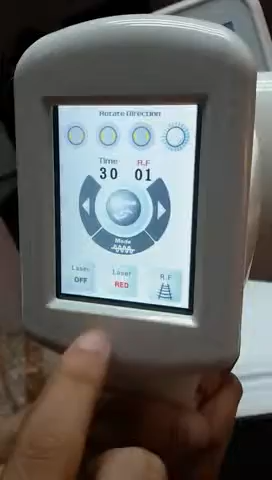 Rotate Direction
Time R.F
30 01
Mode
Laser Laser R.F
OFF RED